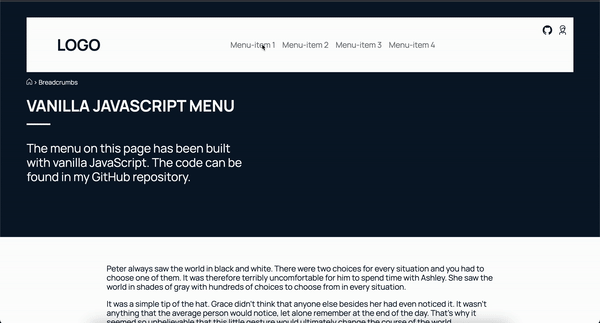 LOGO
Menu-item 1 Menu-item 2 Menu-item 3 Menu-item 4
> Breadcrumbs
VANILLA JAVASCRIPT MENU
The menu on this page has been built
with vanilla JavaScript. The code can be
found in my GitHub repository.
Peter always saw the world in black and white. There were two choices for every situation and you had to
choose one of them. It was therefore terribly uncomfortable for him to spend time with Ashley. She saw the
world in shades of gray with hundreds of choices to choose from in every situation.
It was a simple tip of the hat. Grace didn't think that anyone else besides her had even noticed it. It wasn't
anything that the average person would notice, let alone remember at the end of the day. That's why it
seemed so unbelievable that this little gesture would ultimately change the course of the world.